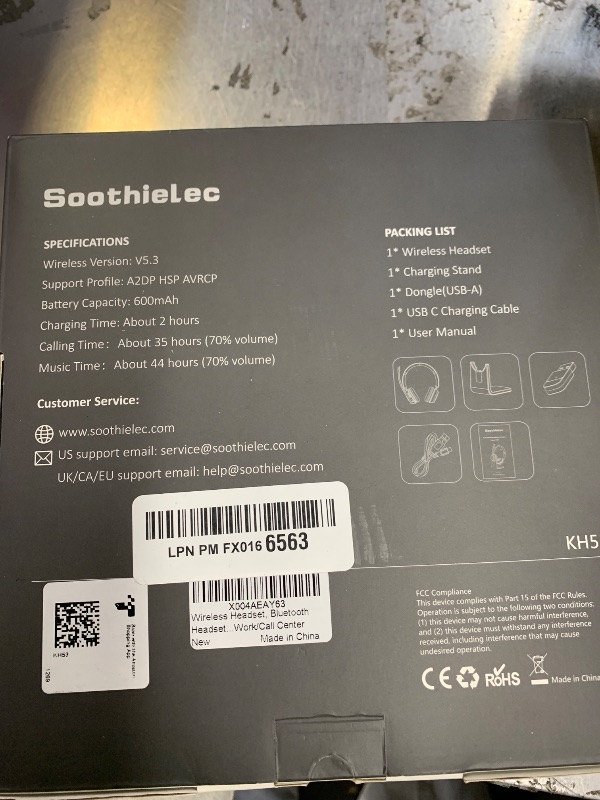 Soothielec
SPECIFICATIONS
Wireless Version: V5.3
Support Profile: A2DP HSP AVRCP
Battery Capacity: 600mAh
Charging Time: About 2 hours
Calling Time: About 35 hours (70% volume)
Music Time: About 44 hours (70% volume)
Customer Service:
www.soothielec.com
US support email: service@soothielec.com
UK/CA/EU support email: help@soothielec.com
PACKING LIST
1* Wireless Headset
1* Charging Stand
1* Dongle(USB-A)
1* USB C Charging Cable
1* User Manual
Soothielec
KH5
LPN PM FX016 6563
X004AEAY63
Wireless Headset, Bluetooth
Headset...Work/Call Center
New Made in China
Shopping App
KH53
1269
FCC Compliance
This device complies with Part 15 of the FCC Rules.
Operation is subject to the following two conditions:
(1) this device may not cause harmful interference,
and (2) this device must withstand any interference
received, including interference that may cause
undesired operation.
CE RoHS Made in China